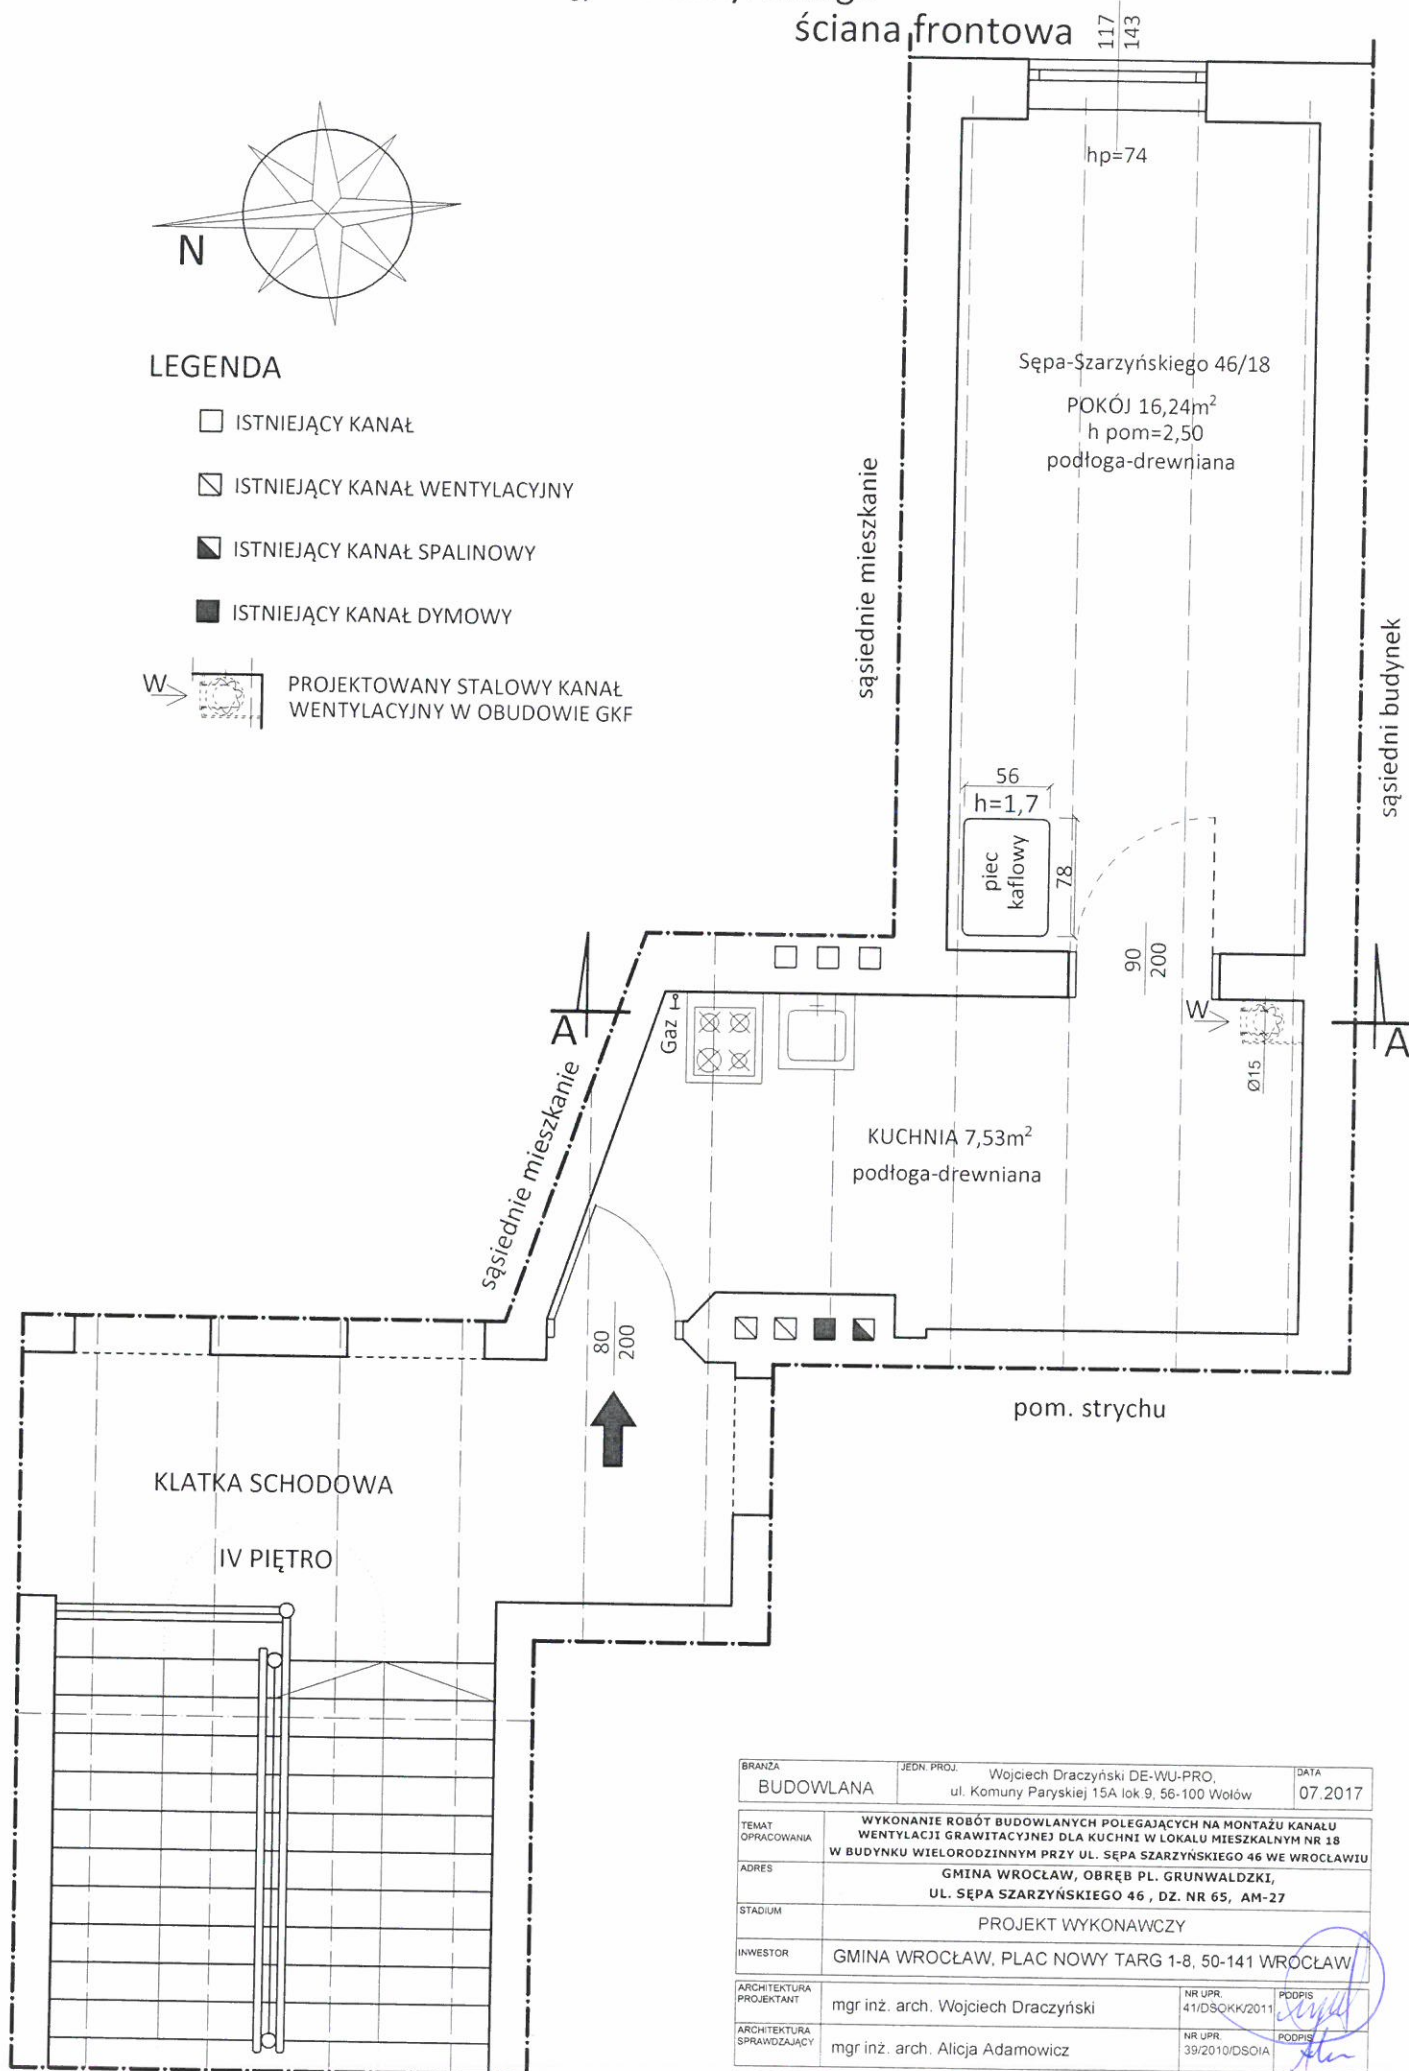 ściana frontowa
117
143
hp=74
N
LEGENDA
ISTNIEJĄCY KANAŁ
ISTNIEJĄCY KANAŁ WENTYLACYJNY
ISTNIEJĄCY KANAŁ SPALINOWY
ISTNIEJĄCY KANAŁ DYMOWY
W
PROJEKTOWANY STALOWY KANAŁ
WENTYLACYJNY W OBUDOWIE GKF
Sępa-Szarzyńskiego 46/18
POKÓJ 16,24m²
h pom=2,50
podłoga-drewniana
sąsiednie mieszkanie
sąsiedni budynek
56
h=1,7
piec
kaflowy
78
90
200
A
Gaz
W
A
Ø15
sąsiednie mieszkanie
KUCHNIA 7,53m²
podłoga-drewniana
80
200
pom. strychu
KLATKA SCHODOWA
IV PIĘTRO
BRANŻA
BUDOWLANA
JEDN. PROJ.
Wojciech Draczyński DE-WU-PRO,
ul. Komuny Paryskiej 15A lok.9, 56-100 Wołów
DATA
07.2017
TEMAT
OPRACOWANIA
WYKONANIE ROBÓT BUDOWLANYCH POLEGAJĄCYCH NA MONTAŻU KANAŁU
WENTYLACJI GRAWITACYJNEJ DLA KUCHNI W LOKALU MIESZKALNYM NR 18
W BUDYNKU WIELORODZINNYM PRZY UL. SĘPA SZARZYŃSKIEGO 46 WE WROCŁAWIU
ADRES
GMINA WROCŁAW, OBRĘB PL. GRUNWALDZKI,
UL. SĘPA SZARZYŃSKIEGO 46 , DZ. NR 65, AM-27
STADIUM
PROJEKT WYKONAWCZY
INWESTOR
GMINA WROCŁAW, PLAC NOWY TARG 1-8, 50-141 WROCŁAW
ARCHITEKTURA
PROJEKTANT
mgr inż. arch. Wojciech Draczyński
NR UPR.
41/DSOKK/2011
PODPIS
ARCHITEKTURA
SPRAWDZAJĄCY
mgr inż. arch. Alicja Adamowicz
NR UPR.
39/2010/DSOIA
PODPIS